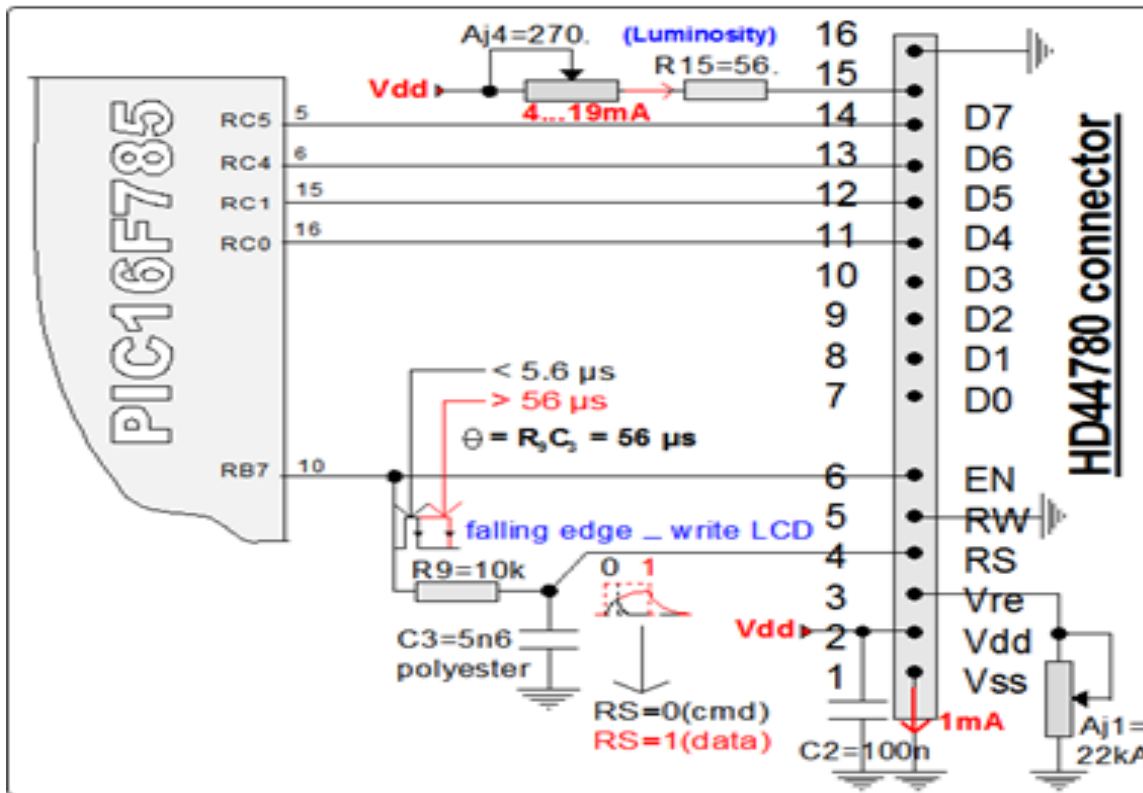 Aj4=270.
(Luminosity)
R15=56.
Vdd
4...19mA
PIC16F785
RC5 5
RC4 6
RC1 15
RC0 16
RB7 10
16
15
14 D7
13 D6
12 D5
11 D4
10 D3
9 D2
8 D1
7 D0
6 EN
5 RW
4 RS
3 Vre
2 Vdd
1 Vss
HD44780 connector
< 5.6 µs
> 56 µs
θ = R₉C₃ = 56 µs
falling edge _ write LCD
R9=10k
0 1
C3=5n6
polyester
Vdd
RS=0(cmd)
RS=1(data)
1mA
C2=100n
Aj1=
22kA